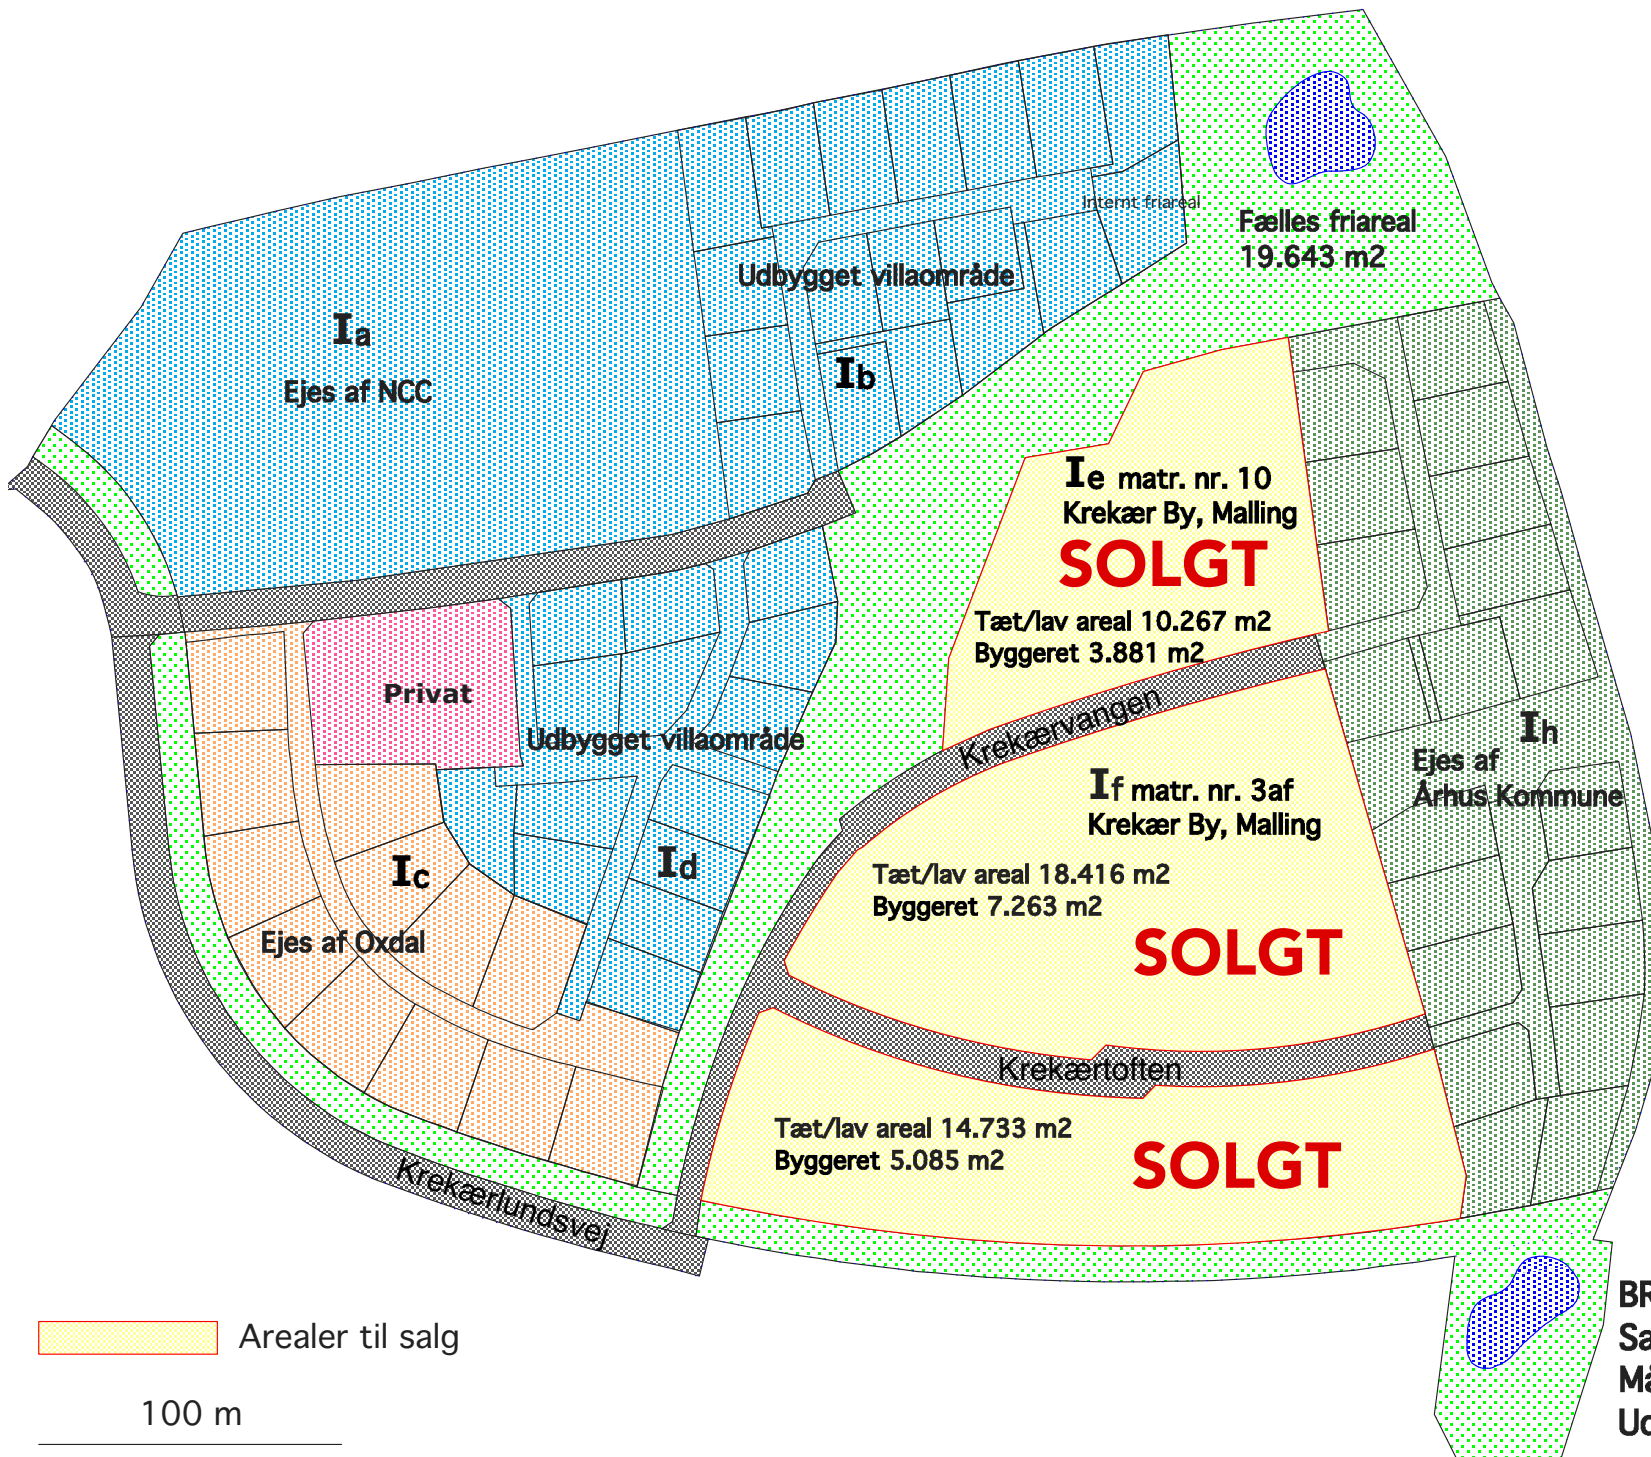 Internt friareal
Fælles friareal
19.643 m2
Udbygget villaområde
Ia
Ejes af NCC
Ib
Ie matr. nr. 10
Krekær By, Malling
SOLGT
Tæt/lav areal 10.267 m2
Byggeret 3.881 m2
Privat
Udbygget villaområde
Krekærvangen
Ih
Ejes af
Århus Kommune
If matr. nr. 3af
Krekær By, Malling
Tæt/lav areal 18.416 m2
Byggeret 7.263 m2
SOLGT
Ic
Id
Ejes af Oxdal
Krekærtoften
Tæt/lav areal 14.733 m2
Byggeret 5.085 m2
SOLGT
Krekærlundsvej
Arealer til salg
100 m